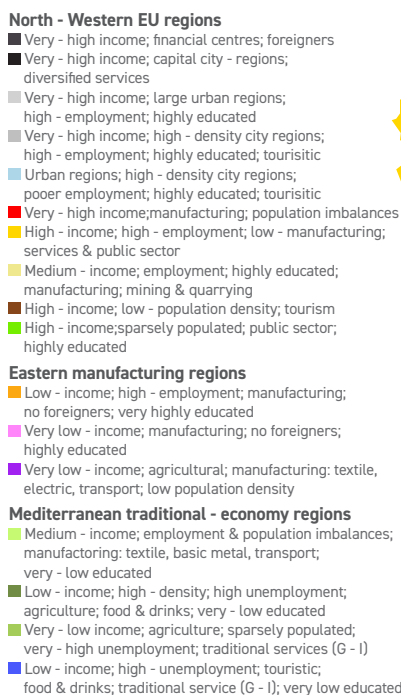 North - Western EU regions
Very - high income; financial centres; foreigners
Very - high income; capital city - regions;
diversified services
Very - high income; large urban regions;
high - employment; highly educated
Very - high income; high - density city regions;
high - employment; highly educated; tourisitic
Urban regions; high - density city regions;
pooer employment; highly educated; tourisitic
Very - high income;manufacturing; population imbalances
High - income; high - employment; low - manufacturing;
services & public sector
Medium - income; employment; highly educated;
manufacturing; mining & quarrying
High - income; low - population density; tourism
High - income;sparsely populated; public sector;
highly educated
Eastern manufacturing regions
Low - income; high - employment; manufacturing;
no foreigners; very highly educated
Very low - income; manufacturing; no foreigners;
highly educated
Very low - income; agricultural; manufacturing: textile,
electric, transport; low population density
Mediterranean traditional - economy regions
Medium - income; employment & population imbalances;
manufactoring: textile, basic metal, transport;
very - low educated
Low - income; high - density; high unemployment;
agriculture; food & drinks; very - low educated
Very - low income; agriculture; sparsely populated;
very - high unemployment; traditional services (G - I)
Low - income; high - unemployment; touristic;
food & drinks; traditional service (G - I); very low educated